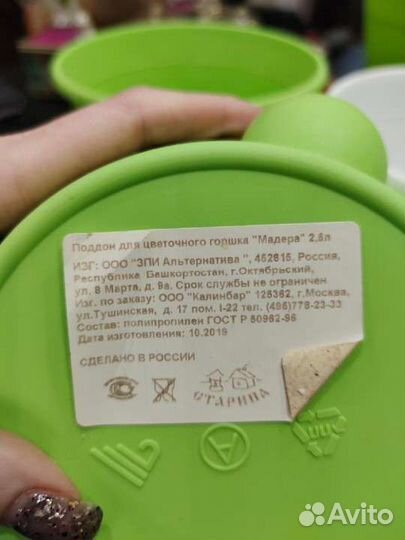 Поддон для цветочного горшка "Мадера" 2,5л
ИЗГ: ООО "ЗПИ Альтернатива ", 452615, Россия,
Республика Башкортостан, г.Октябрьский,
ул. 8 Марта, д. 9а. Срок службы не ограничен
Изг. по заказу: ООО "Калинбар" 125362, г.Москва,
ул.Тушинская, д. 17 пом. I-22 тел. (495)778-23-33
Состав: полипропилен ГОСТ Р 50962-96
Дата изготовления: 10.2019
СДЕЛАНО В РОССИИ
СТАРИНА
A
Avito